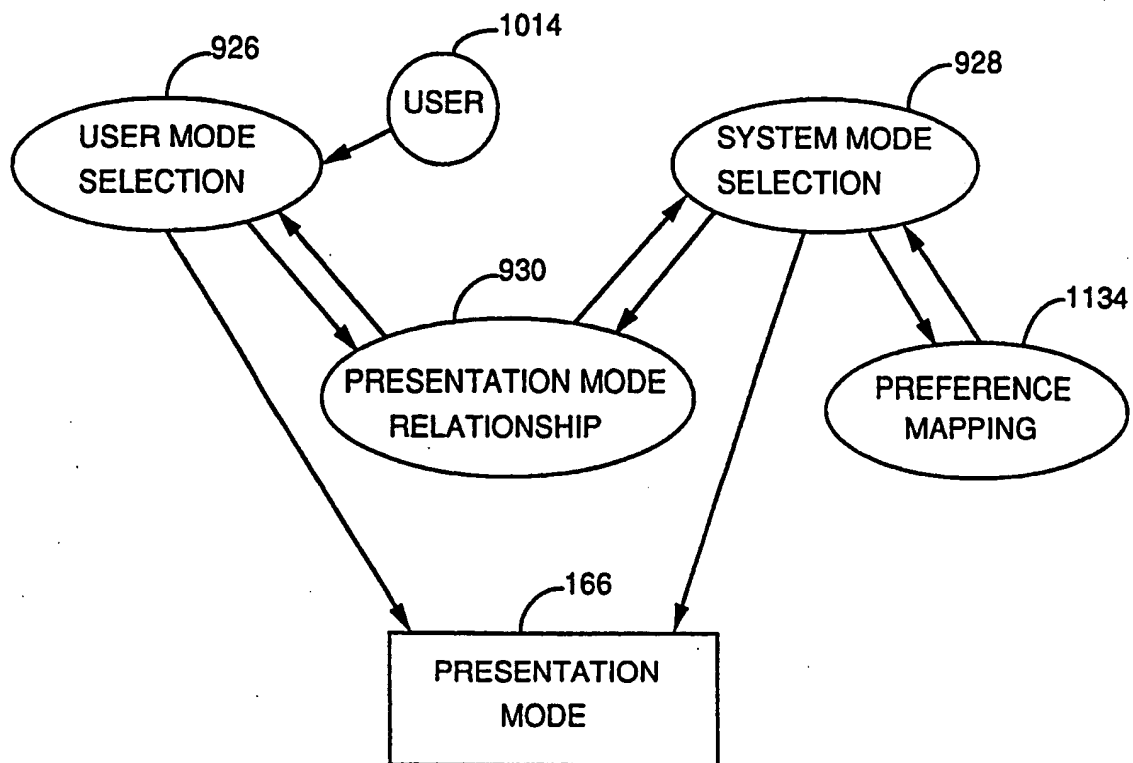 1014
926
928
USER
USER MODE
SELECTION
SYSTEM MODE
SELECTION
930
1134
PRESENTATION MODE
RELATIONSHIP
PREFERENCE
MAPPING
166
PRESENTATION
MODE